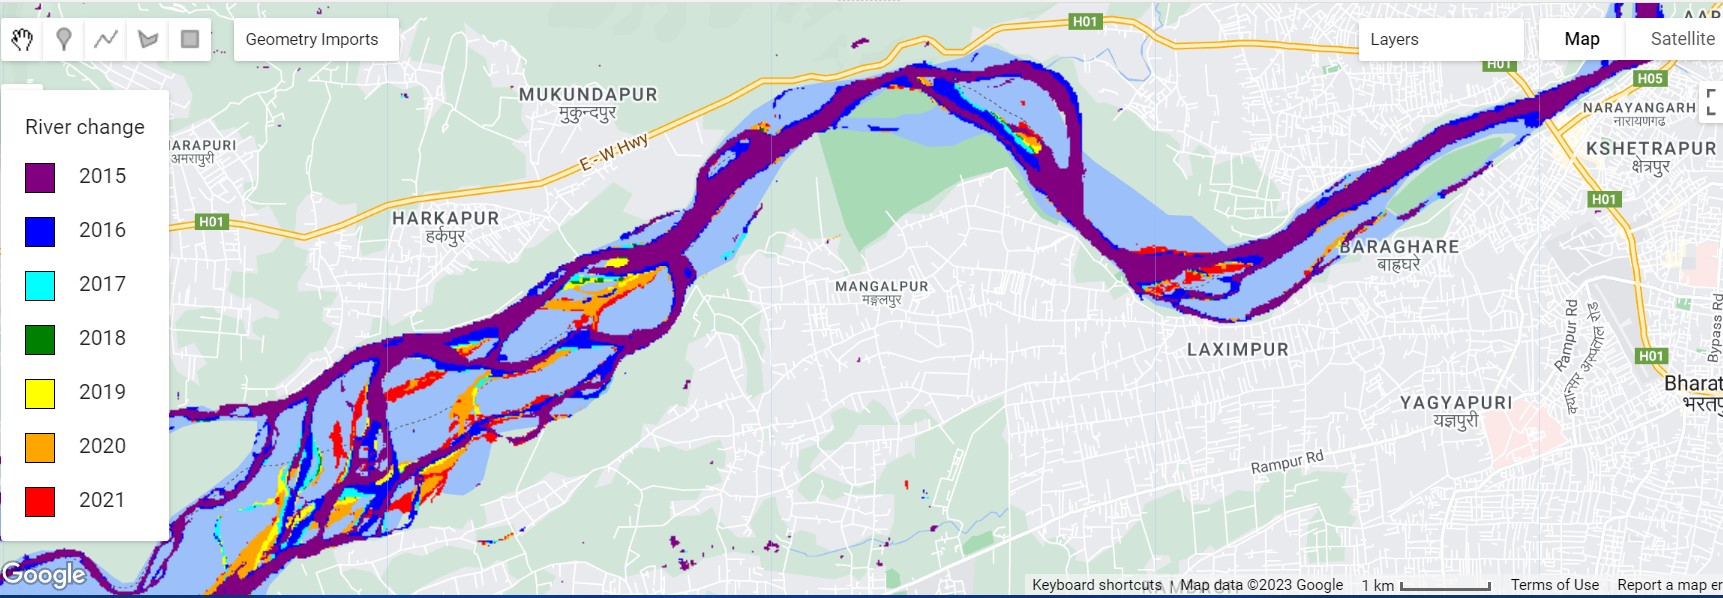 Geometry Imports
Layers
Map
Satellite
H01
H01
H05
AAP
River change
2015
2016
2017
2018
2019
2020
2021
MUKUNDAPUR
मुकुन्दपुर
ARAPURI
अमरापुरी
E - W Hwy
H01
HARKAPUR
हर्कपुर
NARAYANGARH
नारायणगढ
KSHETRAPUR
क्षेत्रपुर
H01
BARAGHARE
बाह्रघरे
MANGALPUR
मङ्गलपुर
LAXIMPUR
Rampur Rd
H01
Bypass Rd
Bharat
भरतपु
YAGYAPURI
यज्ञपुरी
Rampur Rd
Google
Keyboard shortcuts
Map data ©2023 Google
1 km
Terms of Use
Report a map er